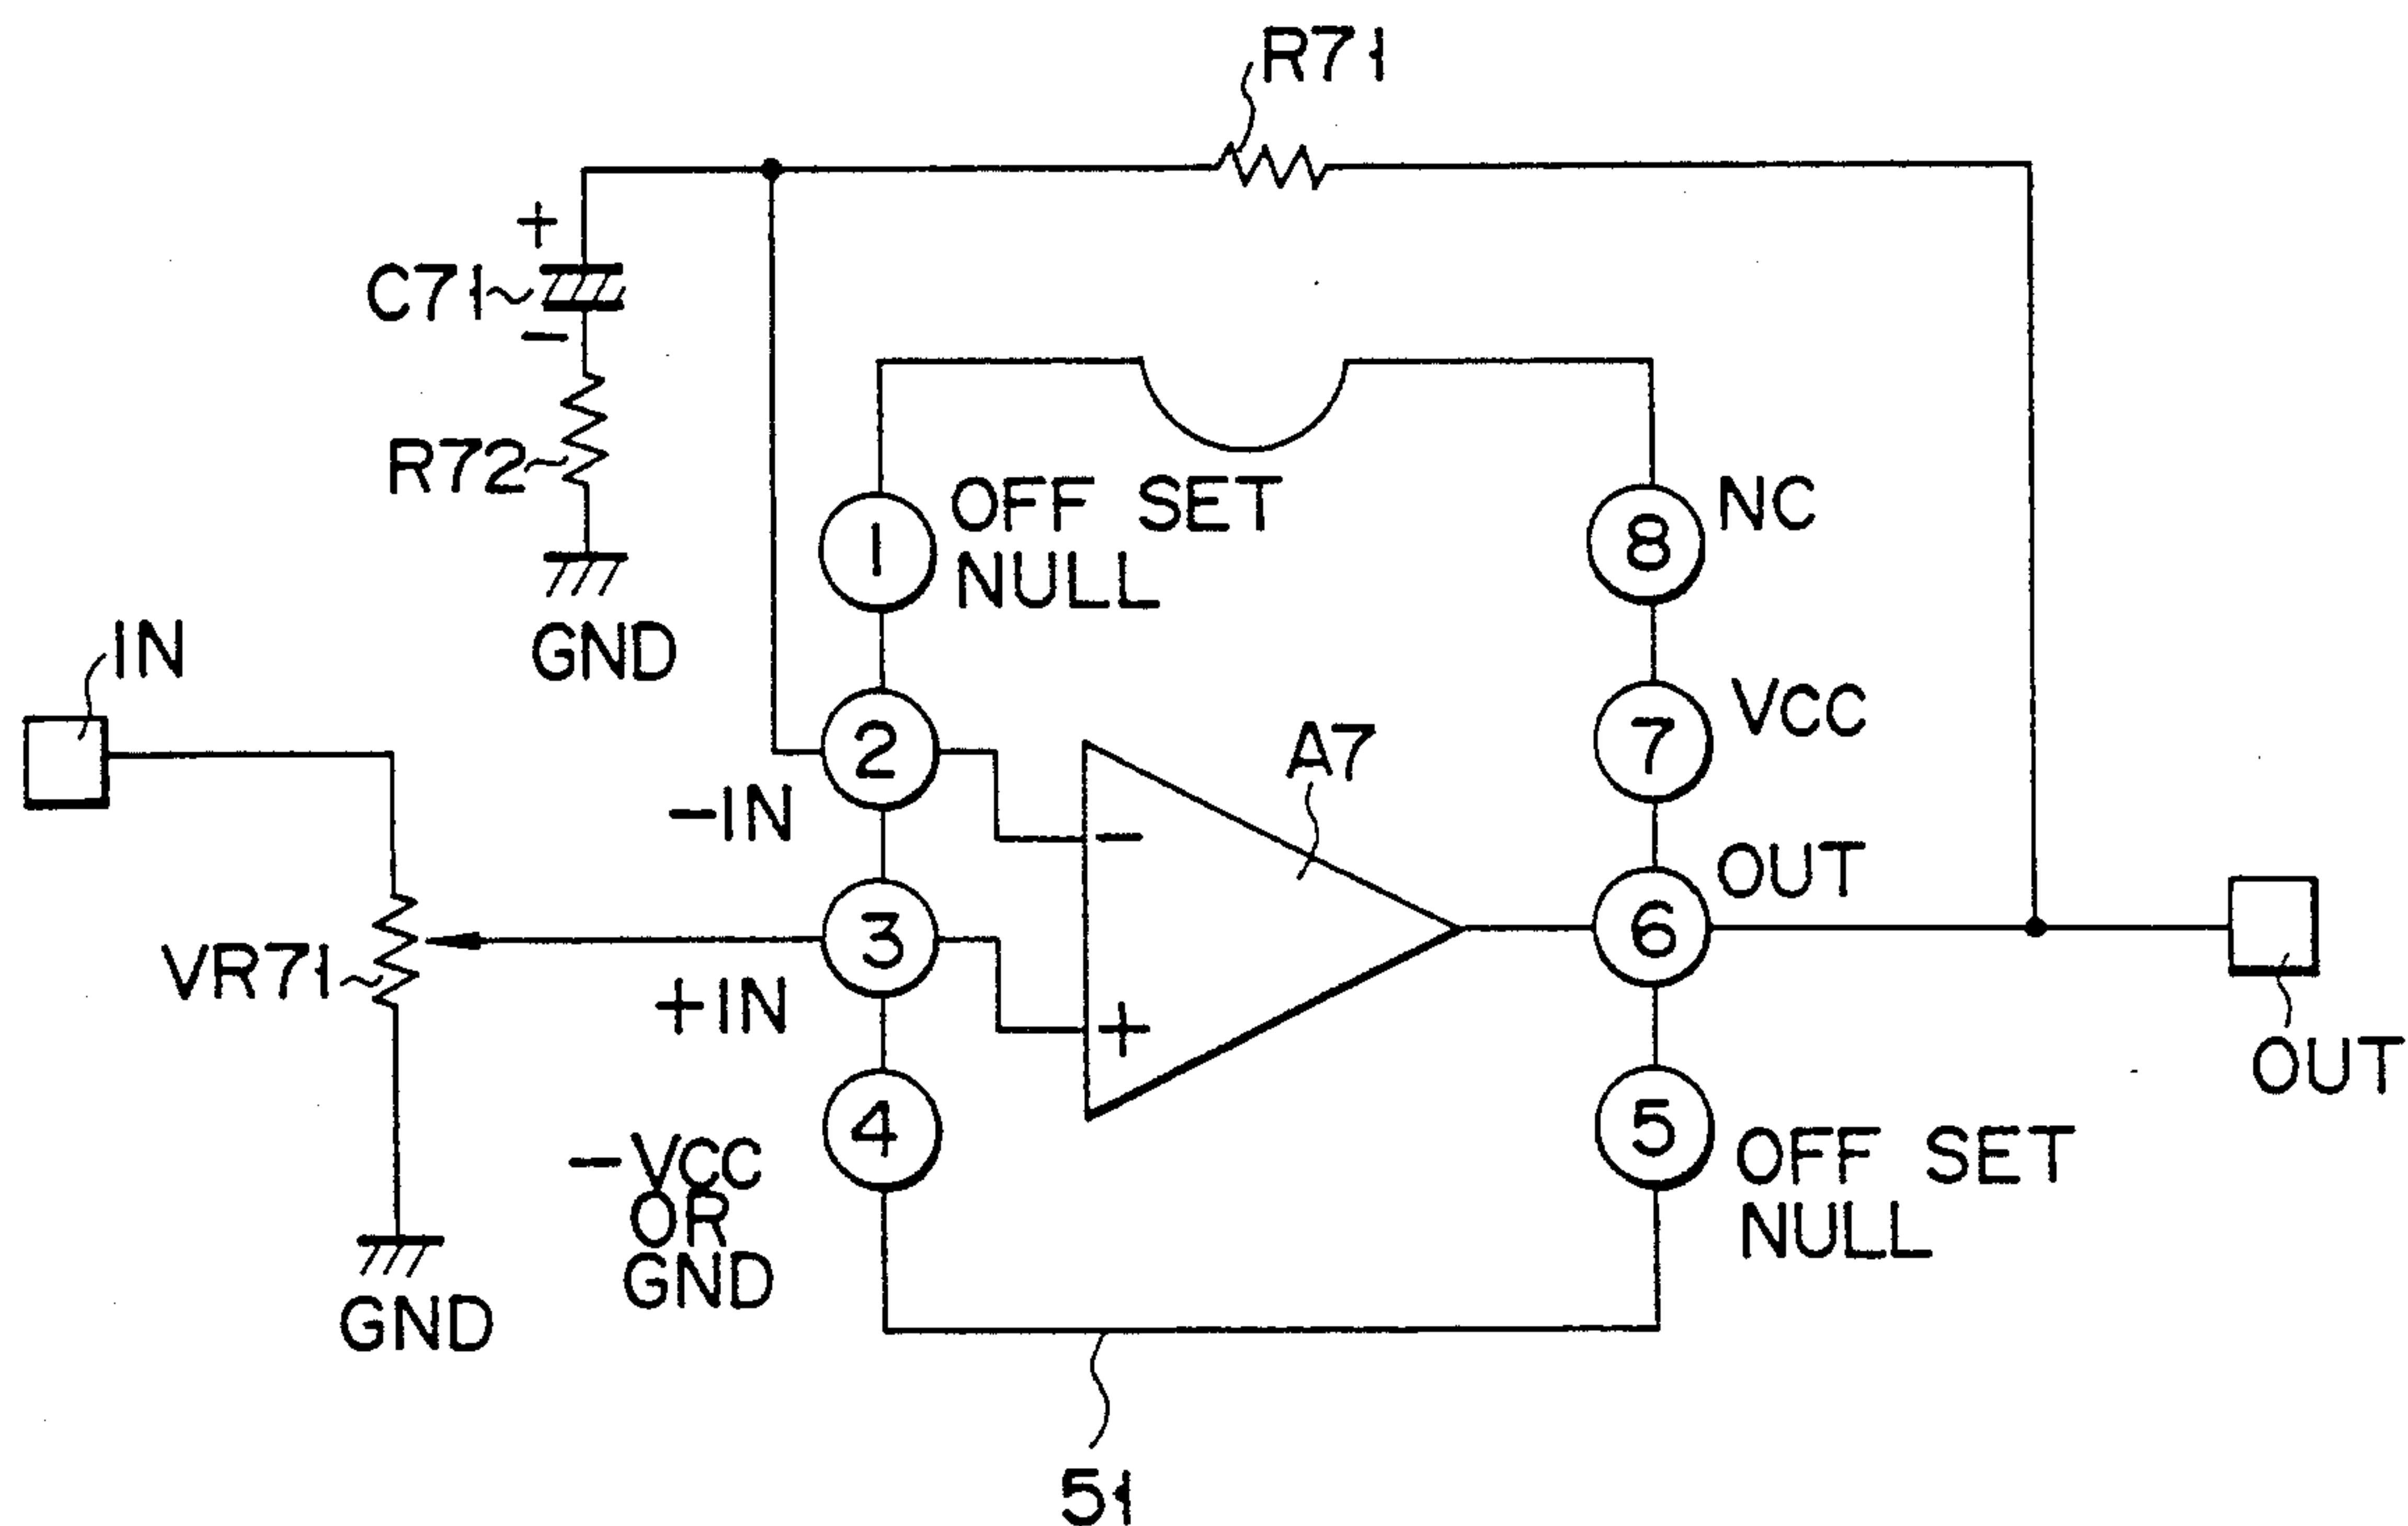 R71
+
C71
−
R72
GND
IN
1
OFF SET
NULL
8
NC
2
−IN
7
VCC
A7
−
3
+IN
+
6
OUT
VR71
4
−VCC
OR
GND
5
OFF SET
NULL
OUT
GND
51